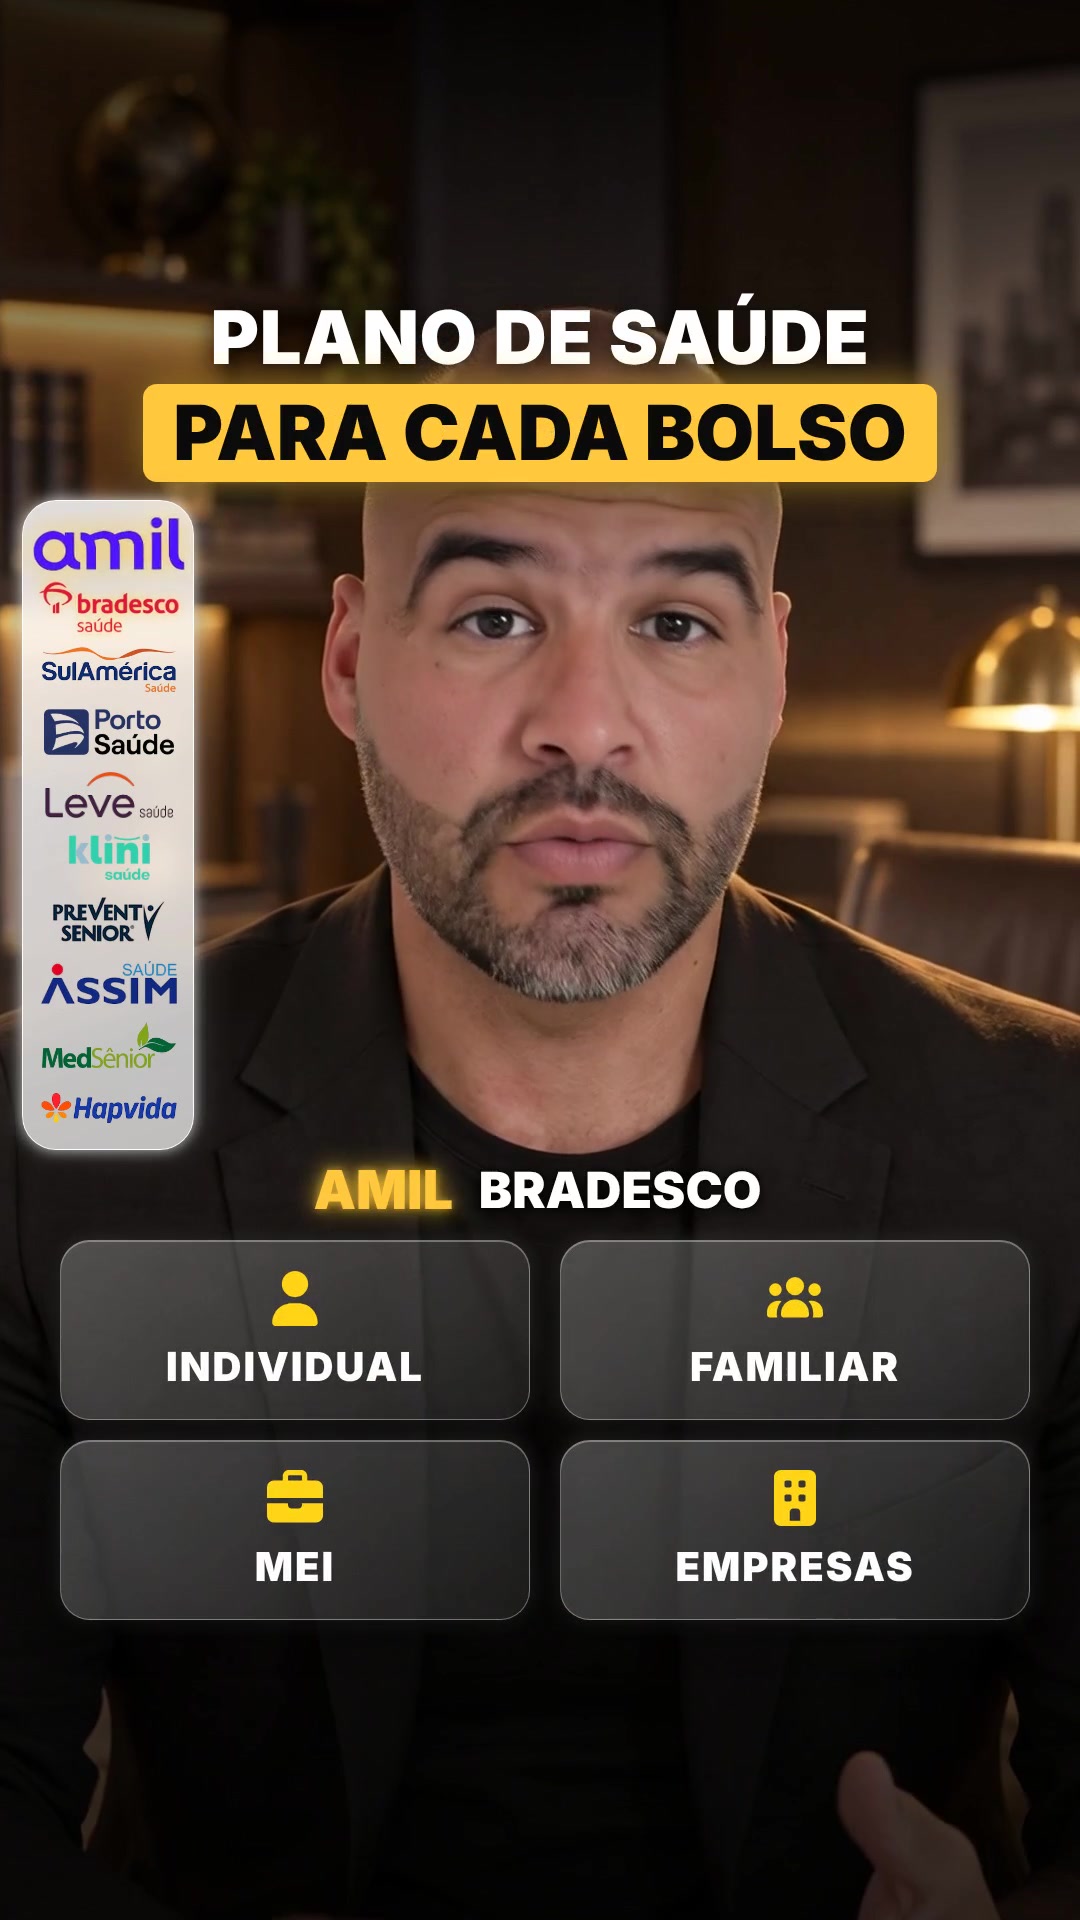 PLANO DE SAÚDE
PARA CADA BOLSO
amil
bradesco
saúde
SulAmérica
Saúde
Porto
Saúde
Leve saúde
klini
saúde
PREVENT
SENIOR®
SAÚDE
ASSIM
MedSênior
Hapvida
AMIL BRADESCO
INDIVIDUAL
FAMILIAR
MEI
EMPRESAS